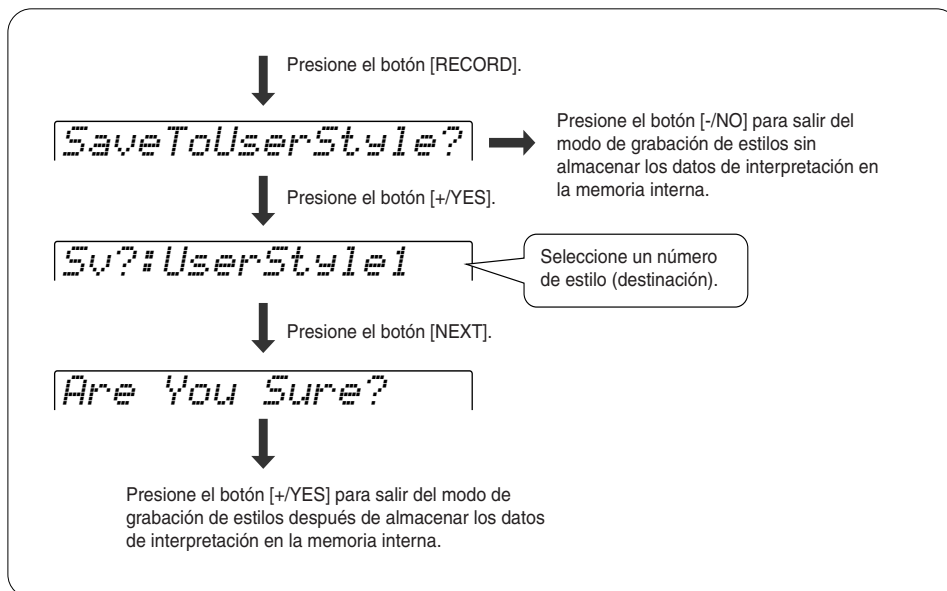 Presione el botón [RECORD].
SaveToUserStyle?
Presione el botón [-/NO] para salir del
modo de grabación de estilos sin
almacenar los datos de interpretación en
la memoria interna.
Presione el botón [+/YES].
Sv?:UserStyle1
Seleccione un número
de estilo (destinación).
Presione el botón [NEXT].
Are You Sure?
Presione el botón [+/YES] para salir del modo de
grabación de estilos después de almacenar los datos
de interpretación en la memoria interna.